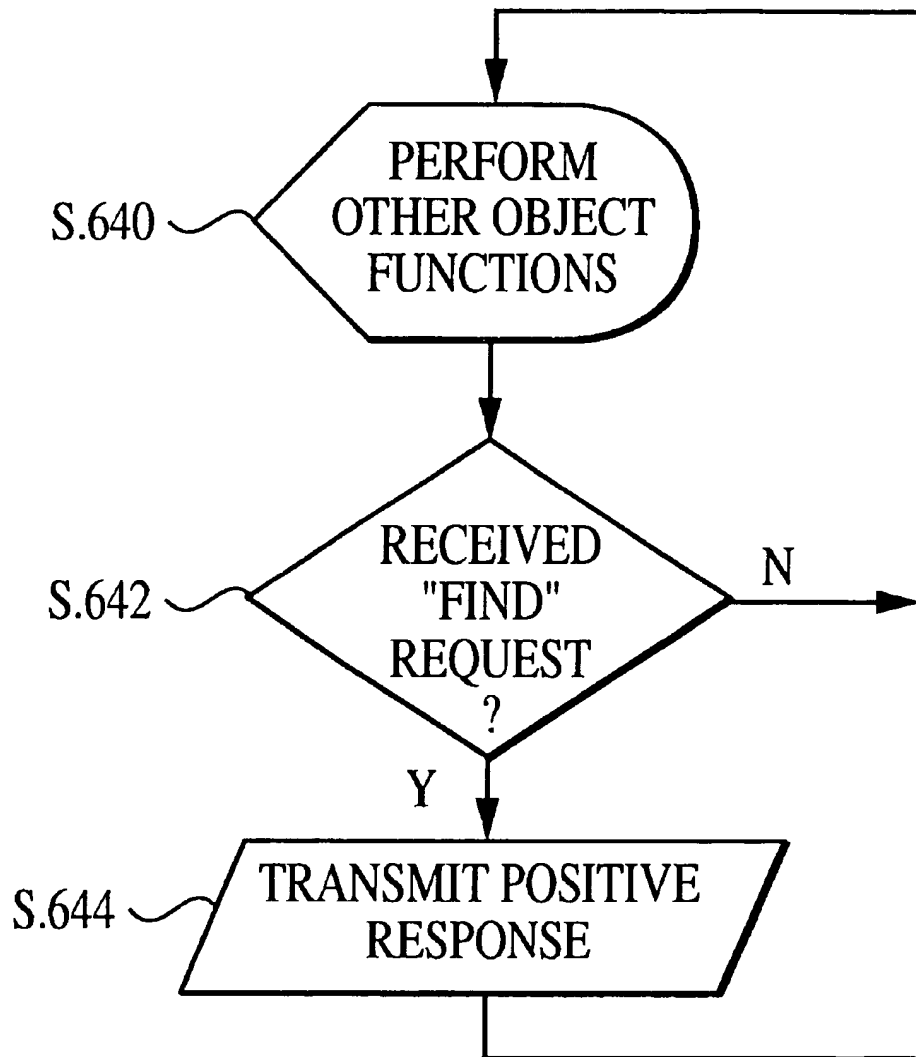 PERFORM
OTHER OBJECT
FUNCTIONS
S.640
RECEIVED
"FIND"
REQUEST
?
S.642
N
Y
TRANSMIT POSITIVE
RESPONSE
S.644